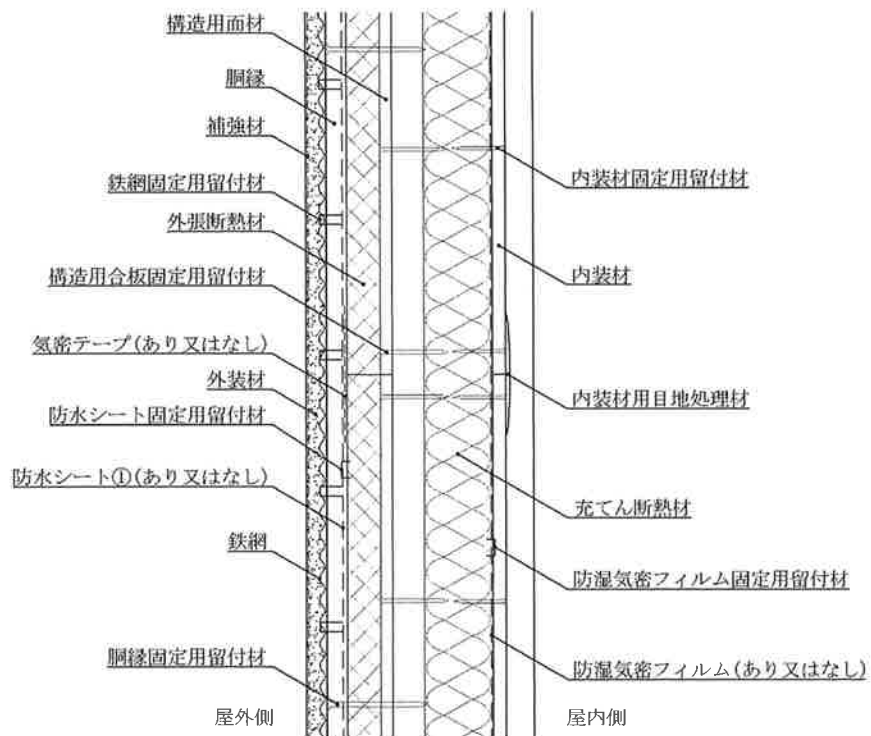 構造用面材
胴縁
補強材
鉄網固定用留付材
外張断熱材
構造用合板固定用留付材
気密テープ(あり又はなし)
外装材
防水シート固定用留付材
防水シート①(あり又はなし)
鉄網
胴縁固定用留付材
屋外側
内装材固定用留付材
内装材
内装材用目地処理材
充てん断熱材
防湿気密フィルム固定用留付材
防湿気密フィルム(あり又はなし)
屋内側